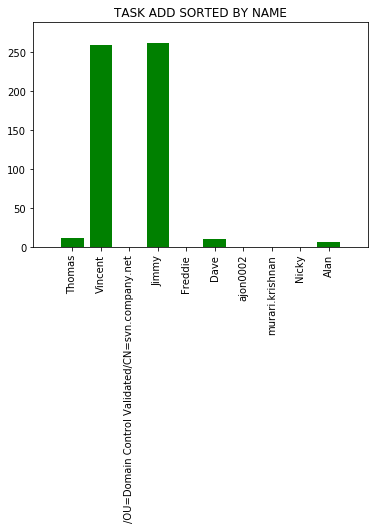 TASK ADD SORTED BY NAME
250
200
150
100
50
0
Thomas
Vincent
/OU=Domain Control Validated/CN=svn.company.net
Jimmy
Freddie
Dave
ajon0002
murari.krishnan
Nicky
Alan